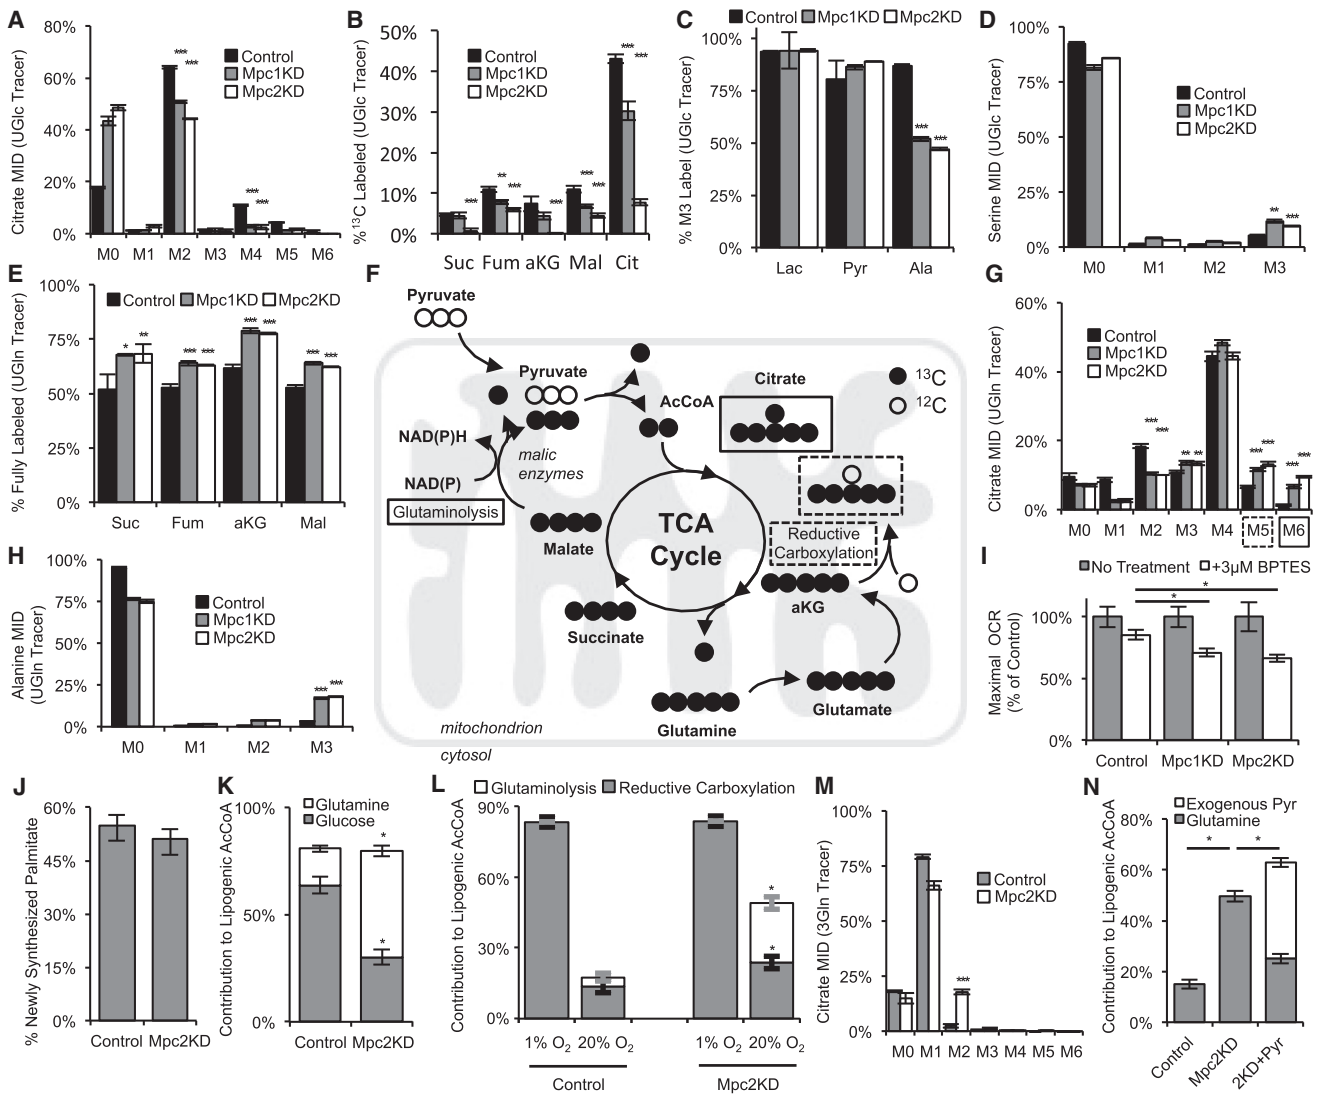 A
Citrate MID (UGlc Tracer)
80%
60%
40%
20%
0%
*** ***
*** ***
Control
Mpc1KD
Mpc2KD
M0 M1 M2 M3 M4 M5 M6
B
%¹³C Labeled (UGlc Tracer)
50%
40%
30%
20%
10%
0%
Control
Mpc1KD
Mpc2KD
*** ** *** *** *** *** *** ***
Suc Fum aKG Mal Cit
C
Control Mpc1KD Mpc2KD
% M3 Label (UGlc Tracer)
100%
75%
50%
25%
0%
*** ***
Lac Pyr Ala
D
Serine MID (UGlc Tracer)
100%
75%
50%
25%
0%
Control
Mpc1KD
Mpc2KD
** ***
M0 M1 M2 M3
E
% Fully Labeled (UGln Tracer)
100%
75%
50%
25%
0%
Control Mpc1KD Mpc2KD
* ** *** *** *** *** *** ***
Suc Fum aKG Mal
F
Pyruvate
Pyruvate
AcCoA
Citrate
¹³C
¹²C
NAD(P)H
NAD(P)
malic
enzymes
Glutaminolysis
Malate
TCA
Cycle
Reductive
Carboxylation
aKG
Succinate
Glutamine
Glutamate
mitochondrion
cytosol
G
Citrate MID (UGln Tracer)
60%
40%
20%
0%
Control
Mpc1KD
Mpc2KD
*** *** ** ** *** *** *** ***
M0 M1 M2 M3 M4 M5 M6
H
Alanine MID
(UGln Tracer)
100%
75%
50%
25%
0%
Control
Mpc1KD
Mpc2KD
*** ***
M0 M1 M2 M3
I
No Treatment +3µM BPTES
Maximal OCR
(% of Control)
100%
50%
0%
*
*
Control Mpc1KD Mpc2KD
J
% Newly Synthesized Palmitate
60%
45%
30%
15%
0%
Control Mpc2KD
K
Contribution to Lipogenic AcCoA
100%
50%
0%
Glutamine
Glucose
*
*
Control Mpc2KD
L
Glutaminolysis Reductive Carboxylation
Contribution to Lipogenic AcCoA
90%
60%
30%
0%
*
*
1% O₂ 20% O₂ 1% O₂ 20% O₂
Control Mpc2KD
M
Citrate MID (3Gln Tracer)
100%
75%
50%
25%
0%
Control
Mpc2KD
***
M0 M1 M2 M3 M4 M5 M6
N
Exogenous Pyr
Glutamine
Contribution to Lipogenic AcCoA
80%
60%
40%
20%
0%
* *
Control Mpc2KD 2KD+Pyr